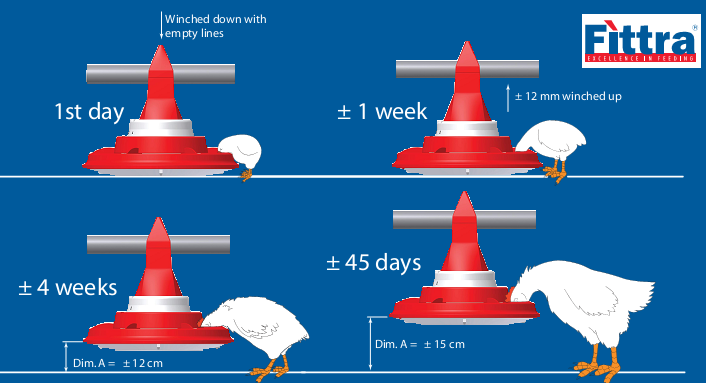 Winched down with
empty lines
Fìttra®
EXCELLENCE IN FEEDING
1st day
± 1 week
± 12 mm winched up
± 4 weeks
Dim. A = ± 12 cm
± 45 days
Dim. A = ± 15 cm